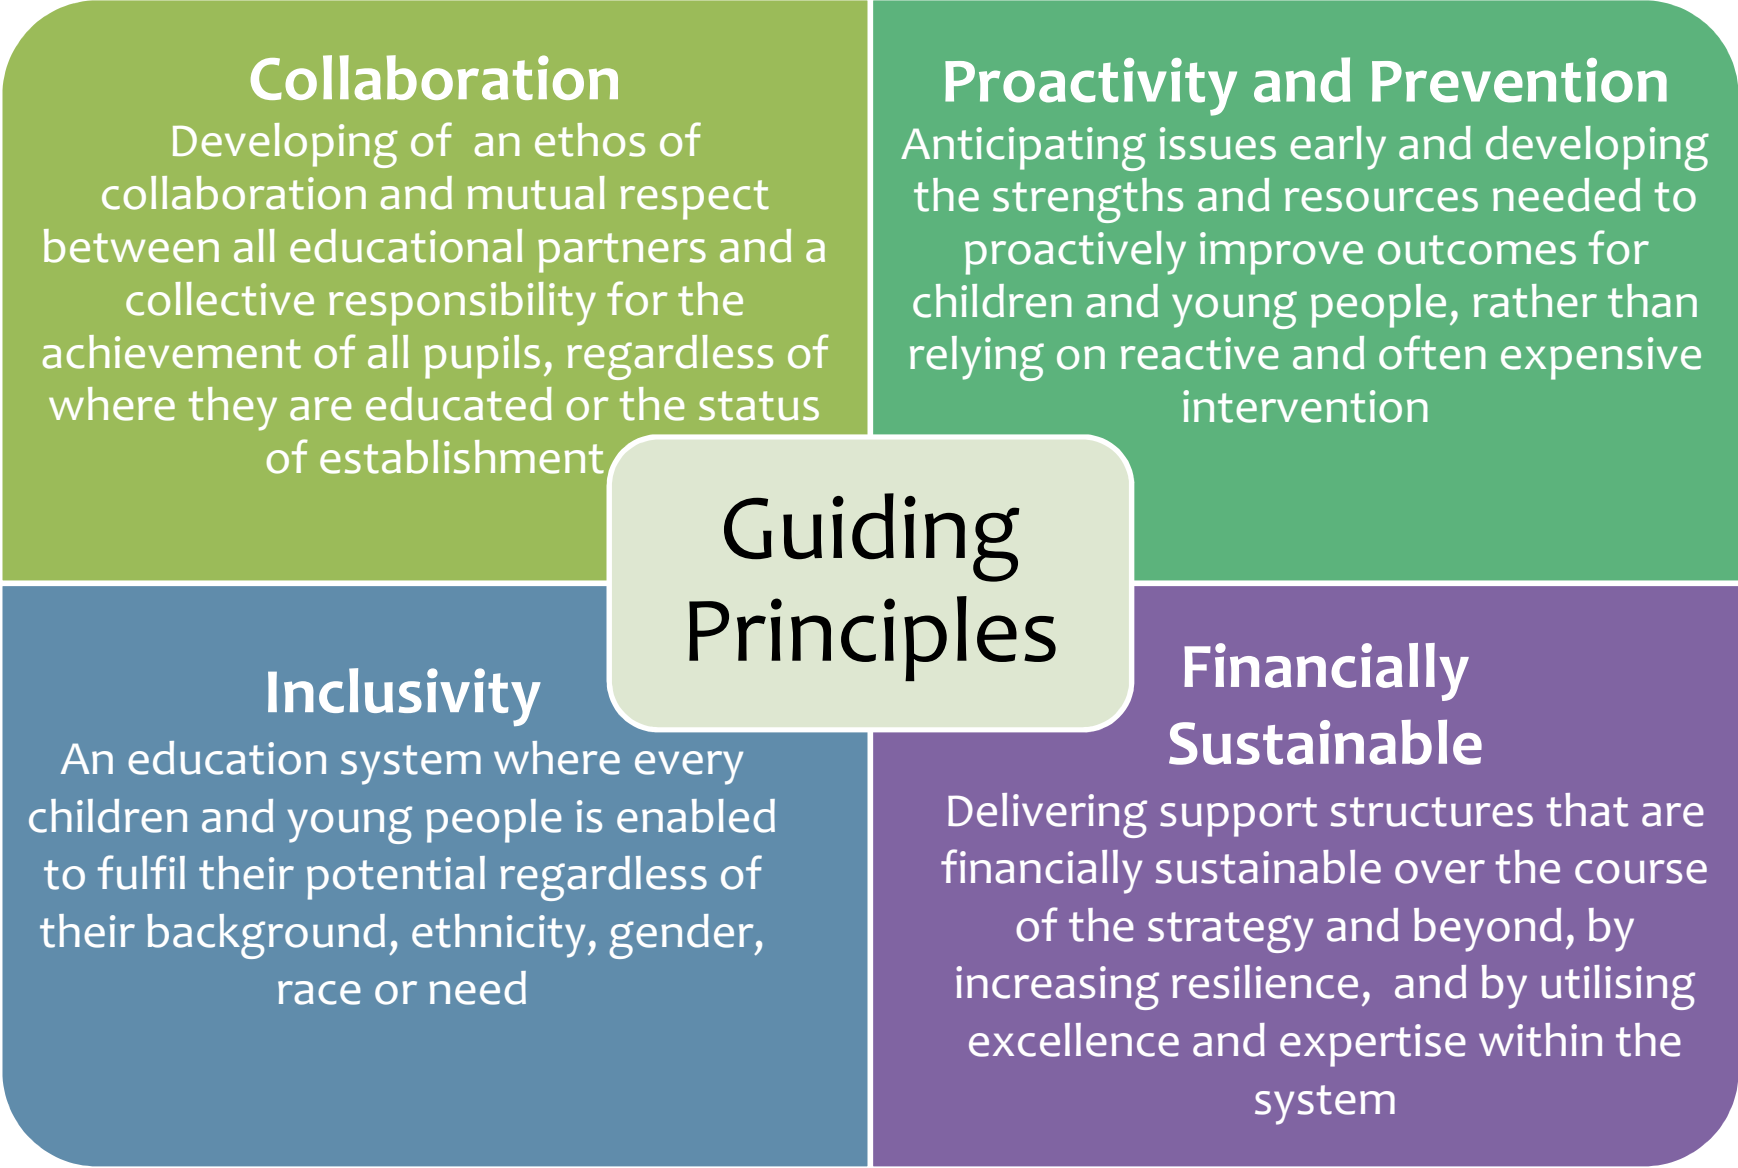 Collaboration
Developing of  an ethos of
collaboration and mutual respect
between all educational partners and a
collective responsibility for the
achievement of all pupils, regardless of
where they are educated or the status
of establishment
Proactivity and Prevention
Anticipating issues early and developing
the strengths and resources needed to
proactively improve outcomes for
children and young people, rather than
relying on reactive and often expensive
intervention
Guiding
Principles
Inclusivity
An education system where every
children and young people is enabled
to fulfil their potential regardless of
their background, ethnicity, gender,
race or need
Financially
Sustainable
Delivering support structures that are
financially sustainable over the course
of the strategy and beyond, by
increasing resilience,  and by utilising
excellence and expertise within the
system